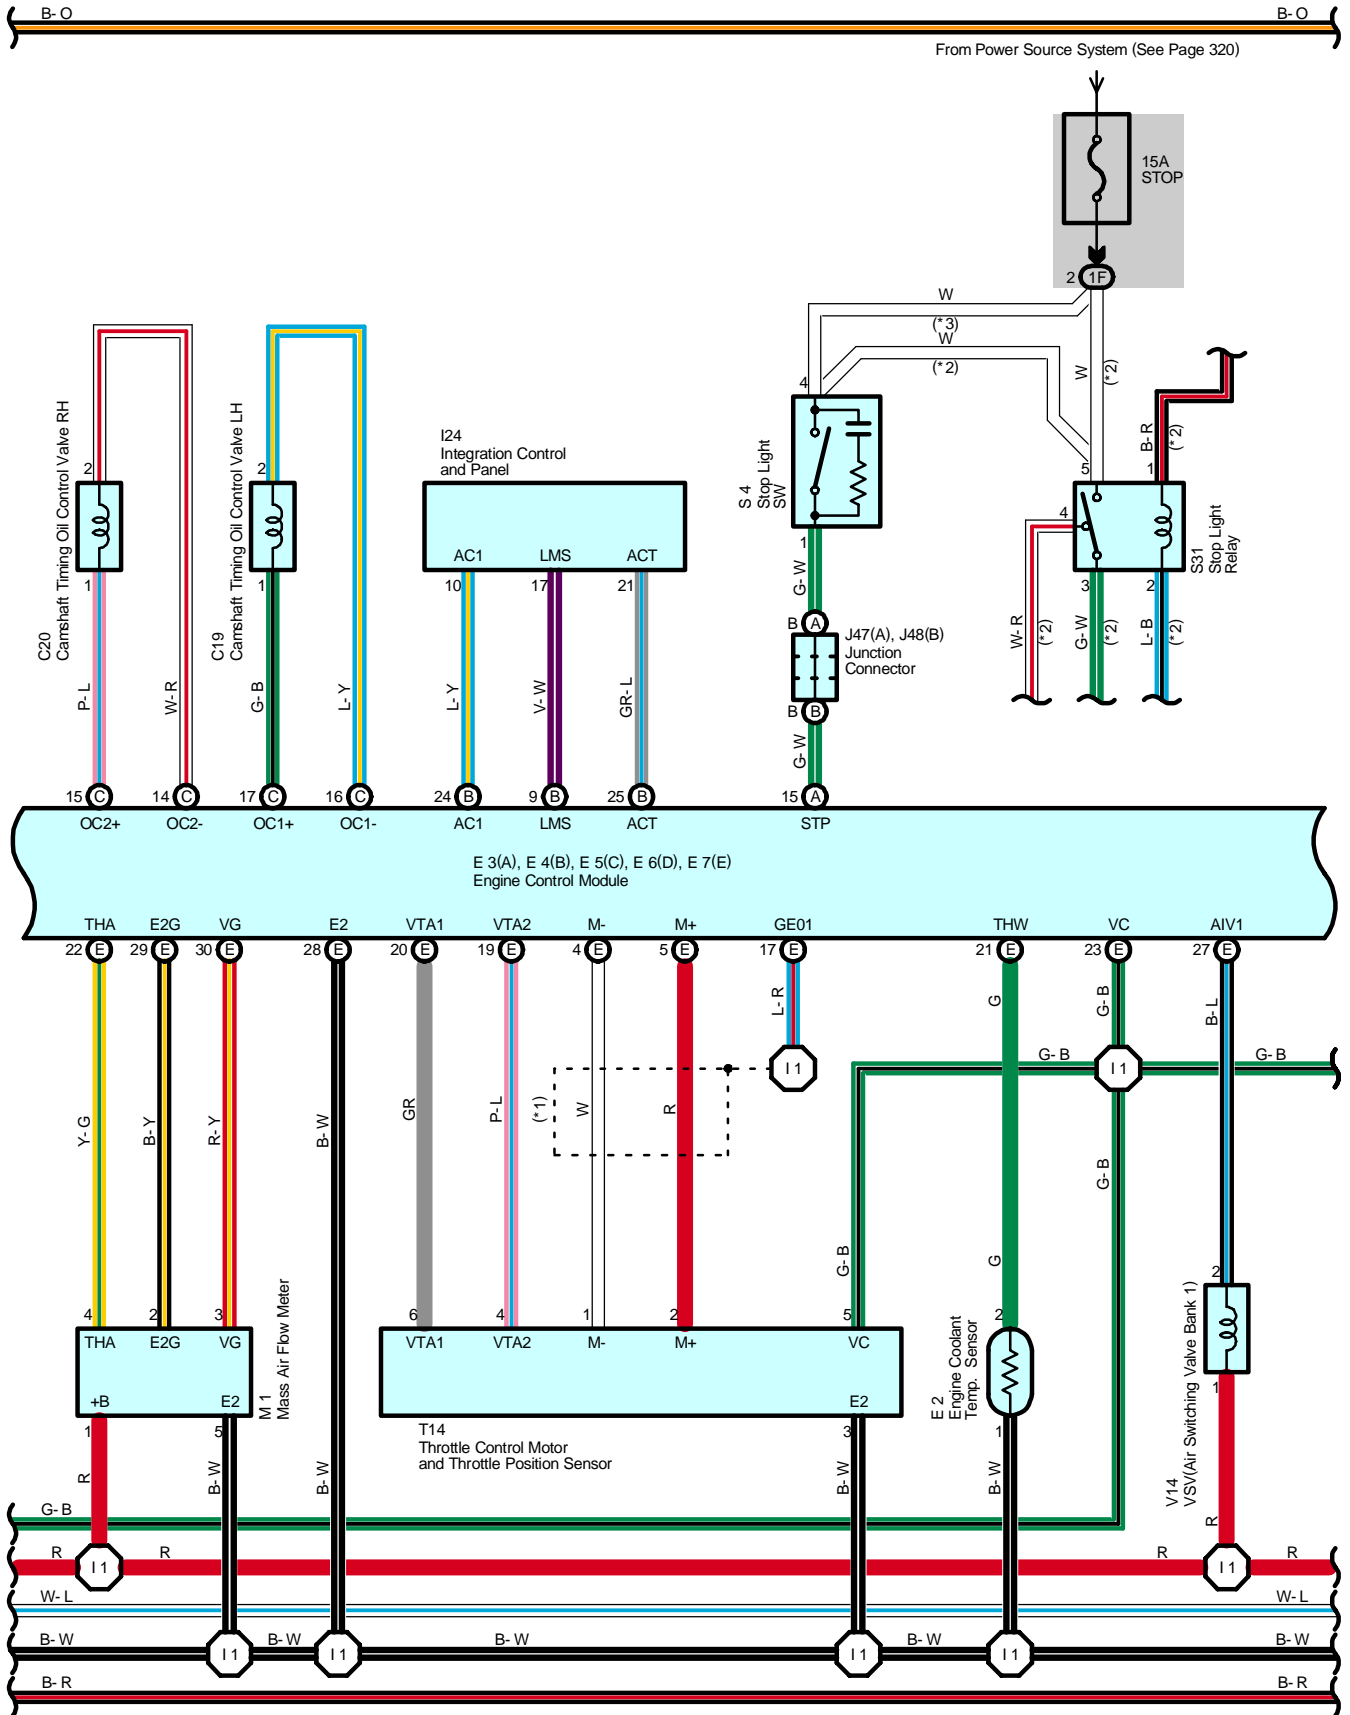 B- O
B- O
From Power Source System (See Page 320)
15A
STOP
2
1F
W
(*3)
W
(*2)
W
(*2)
B- R
(*2)
4
5
1
4
S 4
Stop Light
SW
S31
Stop Light
Relay
1
3
2
G- W
W- R
(*2)
G- W
(*2)
L- B
(*2)
B
A
J47(A), J48(B)
Junction
Connector
B
B
G- W
C20
Camshaft Timing Oil Control Valve RH
2
1
P- L
W- R
C19
Camshaft Timing Oil Control Valve LH
2
1
G- B
L- Y
I24
Integration Control
and Panel
AC1
LMS
ACT
10
17
21
L- Y
V- W
GR- L
15
C
14
C
17
C
16
C
24
B
9
B
25
B
15
A
OC2+
OC2-
OC1+
OC1-
AC1
LMS
ACT
STP
E 3(A), E 4(B), E 5(C), E 6(D), E 7(E)
Engine Control Module
THA
E2G
VG
E2
VTA1
VTA2
M-
M+
GE01
THW
VC
AIV1
22
E
29
E
30
E
28
E
20
E
19
E
4
E
5
E
17
E
21
E
23
E
27
E
L- R
G
G- B
B- L
I 1
G- B
I 1
G- B
Y- G
B- Y
R- Y
B- W
GR
P- L
(*1)
W
R
G- B
G- B
G
4
2
3
6
4
1
2
5
2
2
THA
E2G
VG
+B
E2
M 1
Mass Air Flow Meter
VTA1
VTA2
M-
M+
VC
E2
T14
Throttle Control Motor
and Throttle Position Sensor
E 2
Engine Coolant
Temp. Sensor
V14
VSV(Air Switching Valve Bank 1)
1
5
3
1
1
R
B- W
B- W
B- W
B- W
R
G- B
R
I 1
R
R
I 1
R
W- L
W- L
B- W
I 1
B- W
I 1
B- W
I 1
B- W
I 1
B- W
B- R
B- R